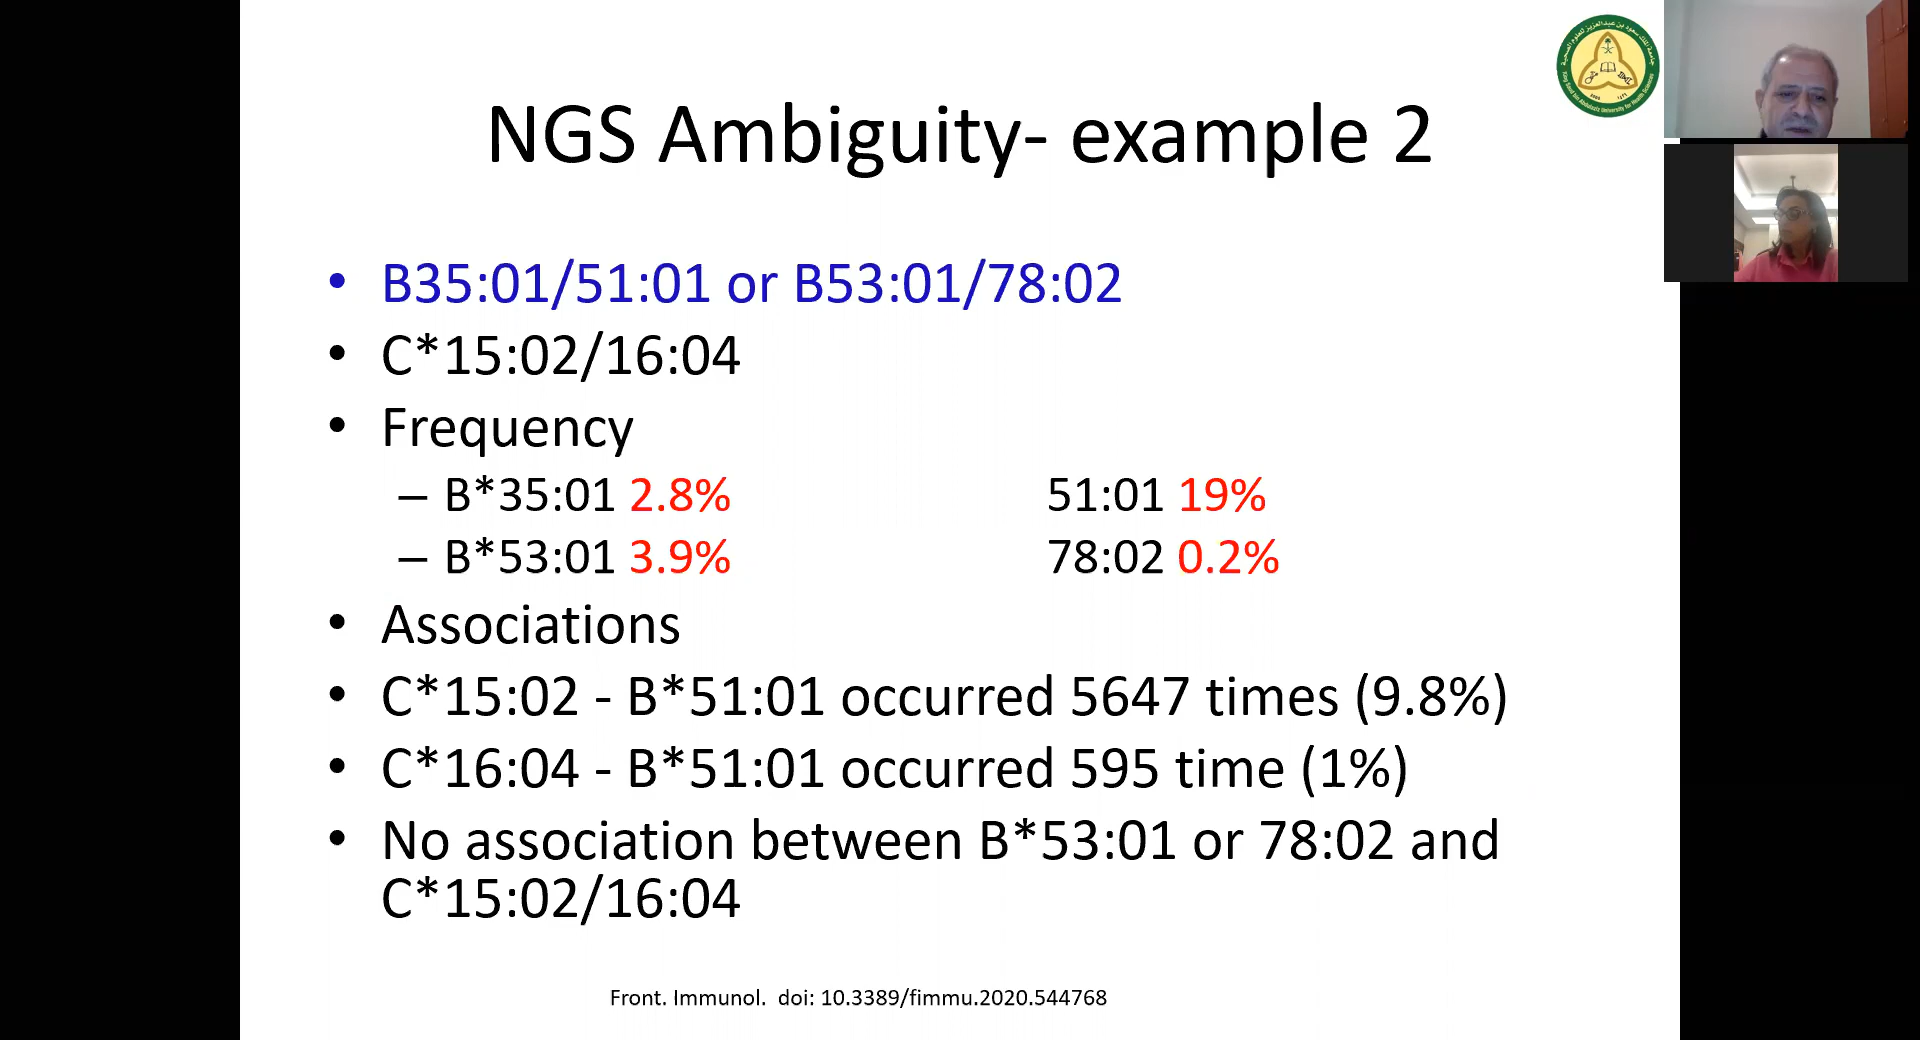 NGS Ambiguity- example 2
• B35:01/51:01 or B53:01/78:02
• C*15:02/16:04
• Frequency
– B*35:01 2.8% 51:01 19%
– B*53:01 3.9% 78:02 0.2%
• Associations
• C*15:02 - B*51:01 occurred 5647 times (9.8%)
• C*16:04 - B*51:01 occurred 595 time (1%)
• No association between B*53:01 or 78:02 and
C*15:02/16:04
Front. Immunol. doi: 10.3389/fimmu.2020.544768